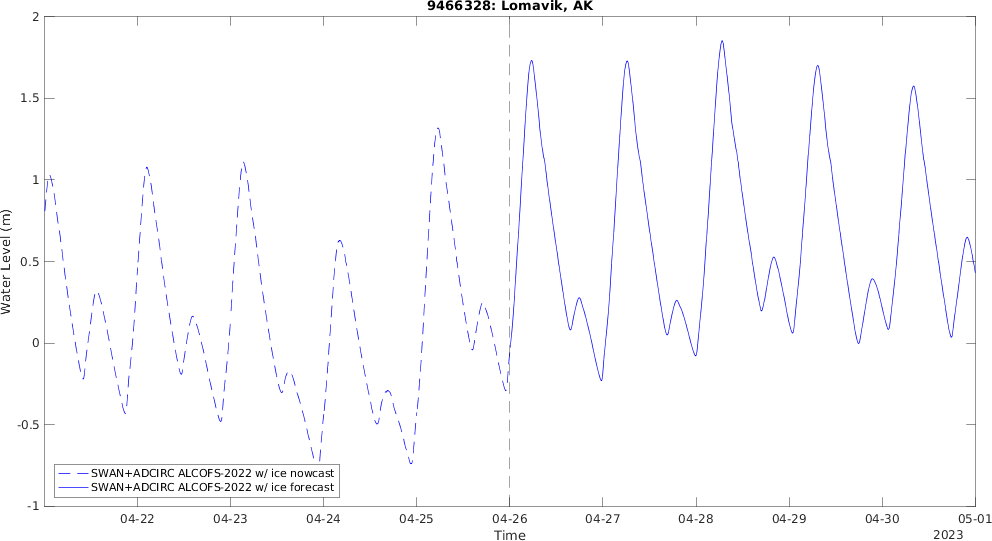 9466328: Lomavik, AK
2
1.5
1
0.5
0
-0.5
-1
Water Level (m)
SWAN+ADCIRC ALCOFS-2022 w/ ice nowcast
SWAN+ADCIRC ALCOFS-2022 w/ ice forecast
04-22 04-23 04-24 04-25 04-26 04-27 04-28 04-29 04-30 05-01
Time
2023